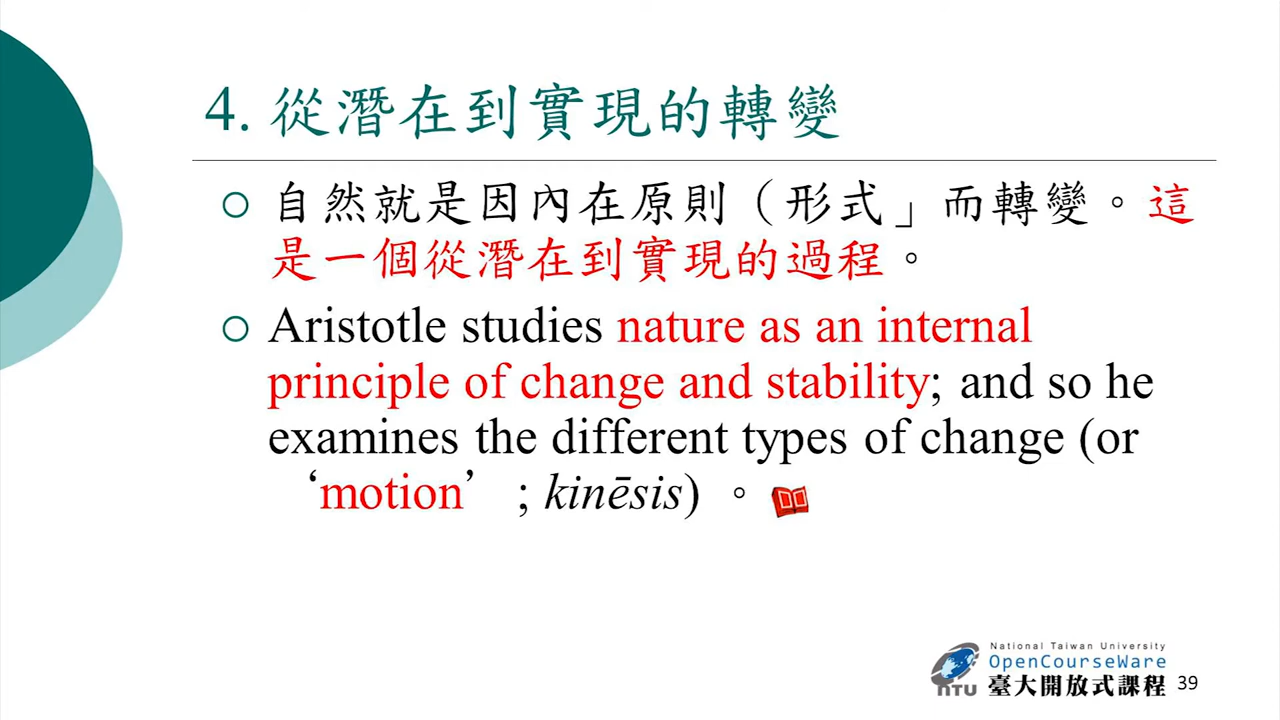 4. 從潛在到實現的轉變
自然就是因內在原則（形式」而轉變。這
是一個從潛在到實現的過程。
Aristotle studies nature as an internal
principle of change and stability; and so he
examines the different types of change (or
‘motion’ ; kinēsis) 。
National Taiwan University
OpenCourseWare
NTU 臺大開放式課程 39